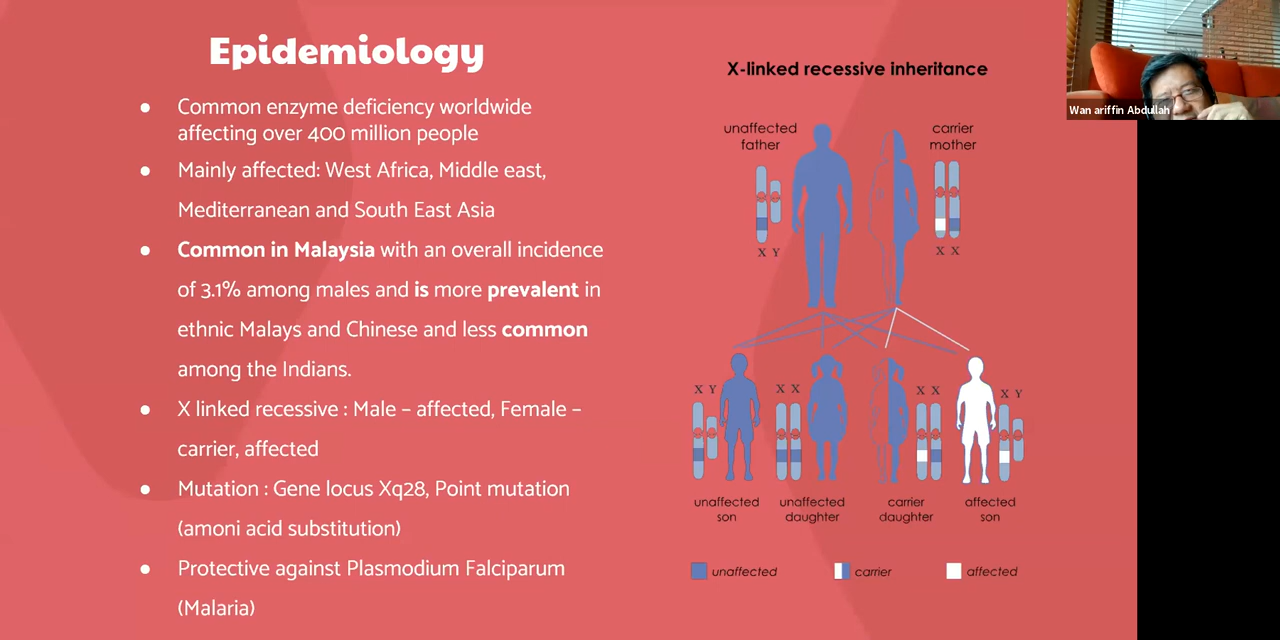 Epidemiology
● Common enzyme deficiency worldwide
affecting over 400 million people
● Mainly affected: West Africa, Middle east,
Mediterranean and South East Asia
● Common in Malaysia with an overall incidence
of 3.1% among males and is more prevalent in
ethnic Malays and Chinese and less common
among the Indians.
● X linked recessive : Male – affected, Female –
carrier, affected
● Mutation : Gene locus Xq28, Point mutation
(amoni acid substitution)
● Protective against Plasmodium Falciparum
(Malaria)
X-linked recessive inheritance
unaffected
father
carrier
mother
X Y
X X
X Y
X X
X X
X Y
unaffected
son
unaffected
daughter
carrier
daughter
affected
son
unaffected
carrier
affected
Wan ariffin Abdullah